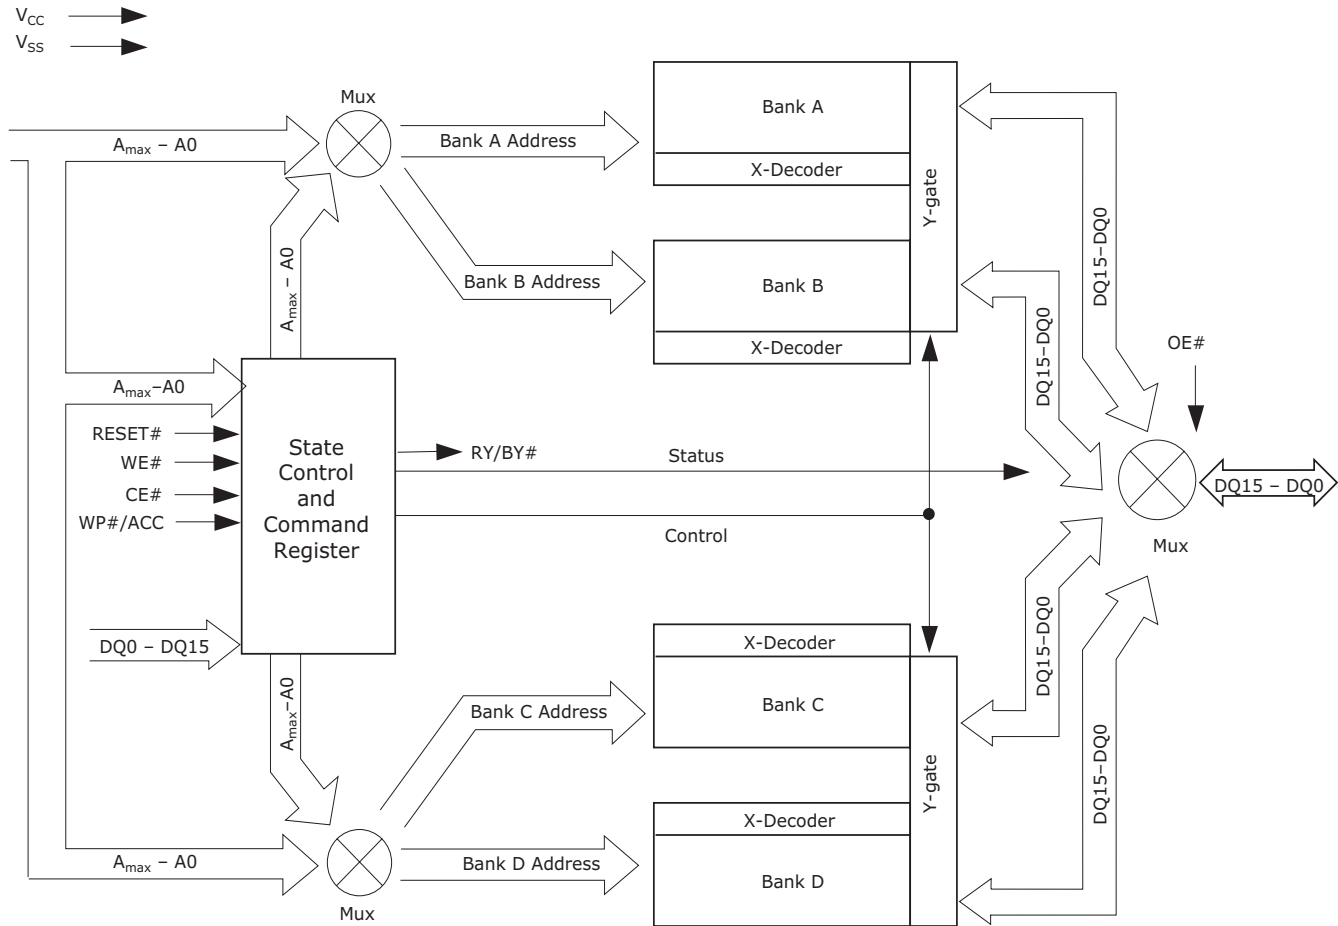 VCC
VSS
Mux
Amax – A0
Bank A Address
Bank A
X-Decoder
Y-gate
Bank B Address
Bank B
X-Decoder
Amax – A0
DQ15–DQ0
DQ15–DQ0
OE#
Amax–A0
RESET#
WE#
CE#
WP#/ACC
State
Control
and
Command
Register
RY/BY#
Status
Control
DQ15 – DQ0
Mux
DQ0 – DQ15
Amax–A0
X-Decoder
Bank C Address
Bank C
Y-gate
DQ15–DQ0
DQ15–DQ0
X-Decoder
Amax – A0
Bank D Address
Bank D
Mux